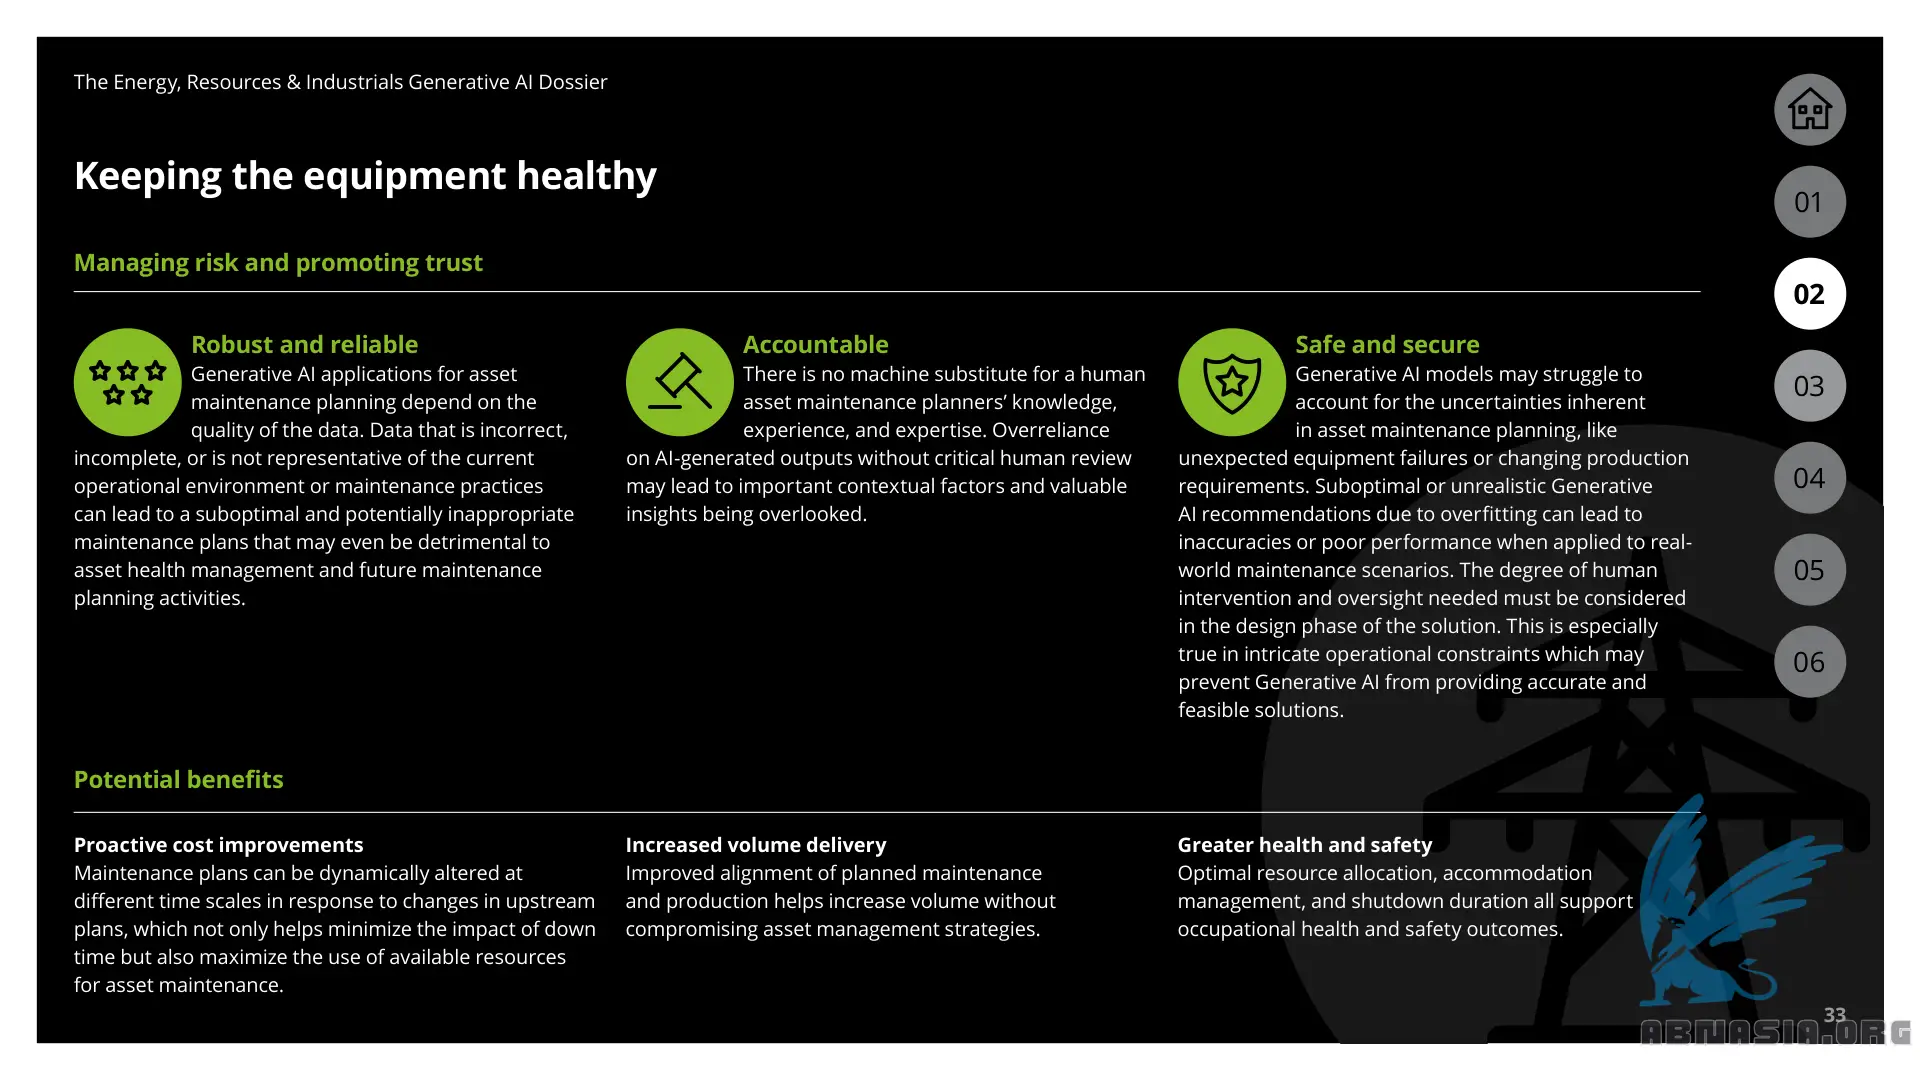 The Energy, Resources & Industrials Generative AI Dossier
Keeping the equipment healthy
Managing risk and promoting trust
Robust and reliable
Generative AI applications for asset
maintenance planning depend on the
quality of the data. Data that is incorrect,
incomplete, or is not representative of the current
operational environment or maintenance practices
can lead to a suboptimal and potentially inappropriate
maintenance plans that may even be detrimental to
asset health management and future maintenance
planning activities.
Accountable
There is no machine substitute for a human
asset maintenance planners’ knowledge,
experience, and expertise. Overreliance
on AI-generated outputs without critical human review
may lead to important contextual factors and valuable
insights being overlooked.
Safe and secure
Generative AI models may struggle to
account for the uncertainties inherent
in asset maintenance planning, like
unexpected equipment failures or changing production
requirements. Suboptimal or unrealistic Generative
AI recommendations due to overfitting can lead to
inaccuracies or poor performance when applied to real-
world maintenance scenarios. The degree of human
intervention and oversight needed must be considered
in the design phase of the solution. This is especially
true in intricate operational constraints which may
prevent Generative AI from providing accurate and
feasible solutions.
Potential benefits
Proactive cost improvements
Maintenance plans can be dynamically altered at
different time scales in response to changes in upstream
plans, which not only helps minimize the impact of down
time but also maximize the use of available resources
for asset maintenance.
Increased volume delivery
Improved alignment of planned maintenance
and production helps increase volume without
compromising asset management strategies.
Greater health and safety
Optimal resource allocation, accommodation
management, and shutdown duration all support
occupational health and safety outcomes.
01
02
03
04
05
06
33
ABNASIA.ORG